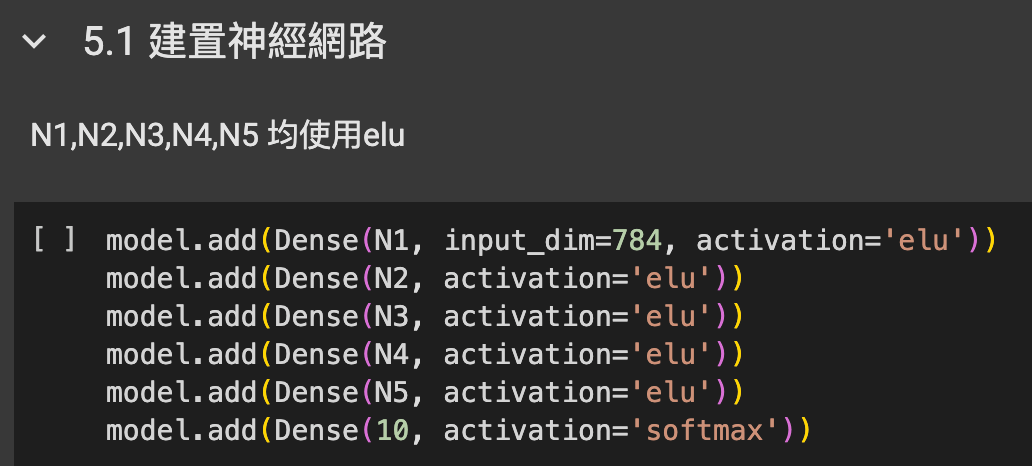 5.1 建置神經網路
N1,N2,N3,N4,N5 均使用elu
[ ] model.add(Dense(N1, input_dim=784, activation='elu'))
model.add(Dense(N2, activation='elu'))
model.add(Dense(N3, activation='elu'))
model.add(Dense(N4, activation='elu'))
model.add(Dense(N5, activation='elu'))
model.add(Dense(10, activation='softmax'))